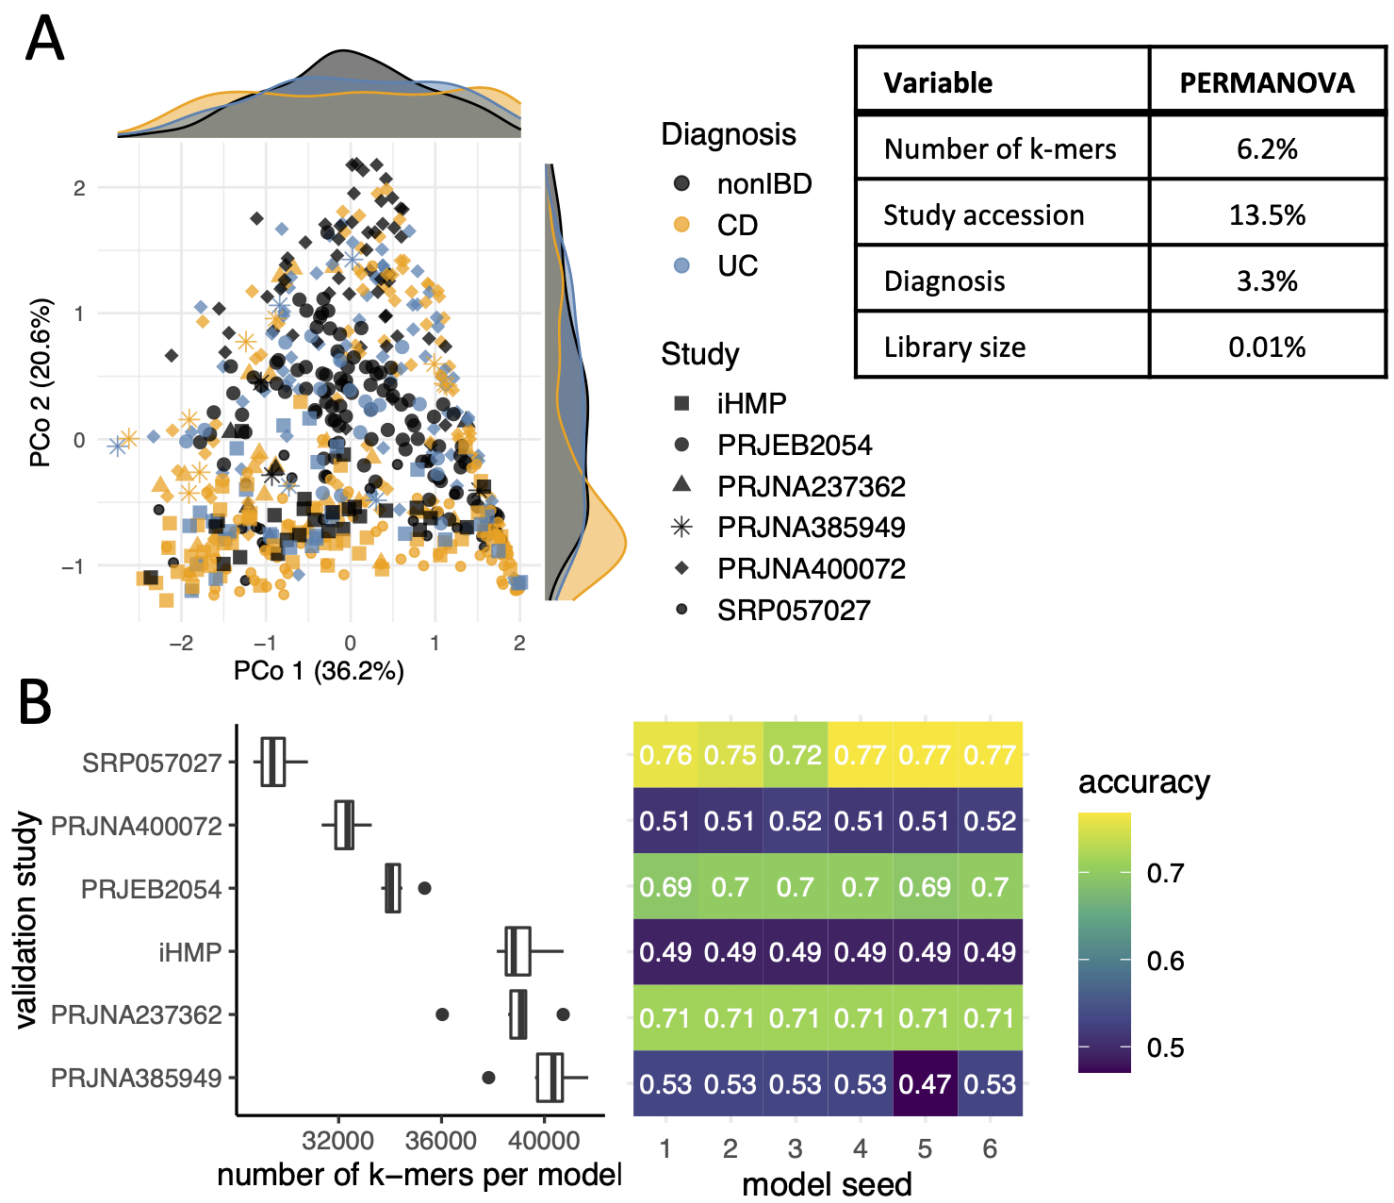 A
Diagnosis
nonIBD
CD
UC
Study
iHMP
PRJEB2054
PRJNA237362
PRJNA385949
PRJNA400072
SRP057027
Variable PERMANOVA
Number of k-mers 6.2%
Study accession 13.5%
Diagnosis 3.3%
Library size 0.01%
PCo 2 (20.6%)
2
1
0
−1
−2 −1 0 1 2
PCo 1 (36.2%)
B
validation study
SRP057027 0.76 0.75 0.72 0.77 0.77 0.77
PRJNA400072 0.51 0.51 0.52 0.51 0.51 0.52
PRJEB2054 0.69 0.7 0.7 0.7 0.69 0.7
iHMP 0.49 0.49 0.49 0.49 0.49 0.49
PRJNA237362 0.71 0.71 0.71 0.71 0.71 0.71
PRJNA385949 0.53 0.53 0.53 0.53 0.47 0.53
32000 36000 40000
number of k−mers per model
1 2 3 4 5 6
model seed
accuracy
0.7
0.6
0.5